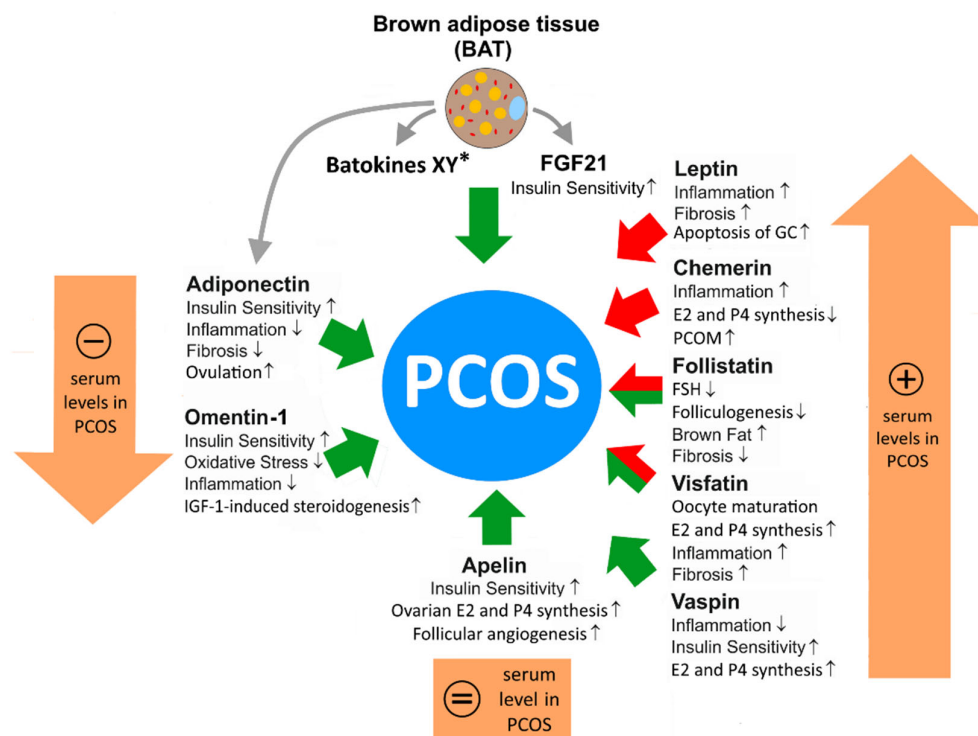 Brown adipose tissue
(BAT)
Batokines XY*
FGF21
Insulin Sensitivity ↑
Leptin
Inflammation ↑
Fibrosis ↑
Apoptosis of GC ↑
Chemerin
Inflammation ↑
E2 and P4 synthesis ↓
PCOM ↑
Follistatin
FSH ↓
Folliculogenesis ↓
Brown Fat ↑
Fibrosis ↓
Visfatin
Oocyte maturation
E2 and P4 synthesis ↑
Inflammation ↑
Fibrosis ↑
Vaspin
Inflammation ↓
Insulin Sensitivity ↑
E2 and P4 synthesis ↑
+
serum
levels in
PCOS
−
serum
levels in
PCOS
Adiponectin
Insulin Sensitivity ↑
Inflammation ↓
Fibrosis ↓
Ovulation ↑
Omentin-1
Insulin Sensitivity ↑
Oxidative Stress ↓
Inflammation ↓
IGF-1-induced steroidogenesis ↑
PCOS
Apelin
Insulin Sensitivity ↑
Ovarian E2 and P4 synthesis ↑
Follicular angiogenesis ↑
=
serum
level in
PCOS